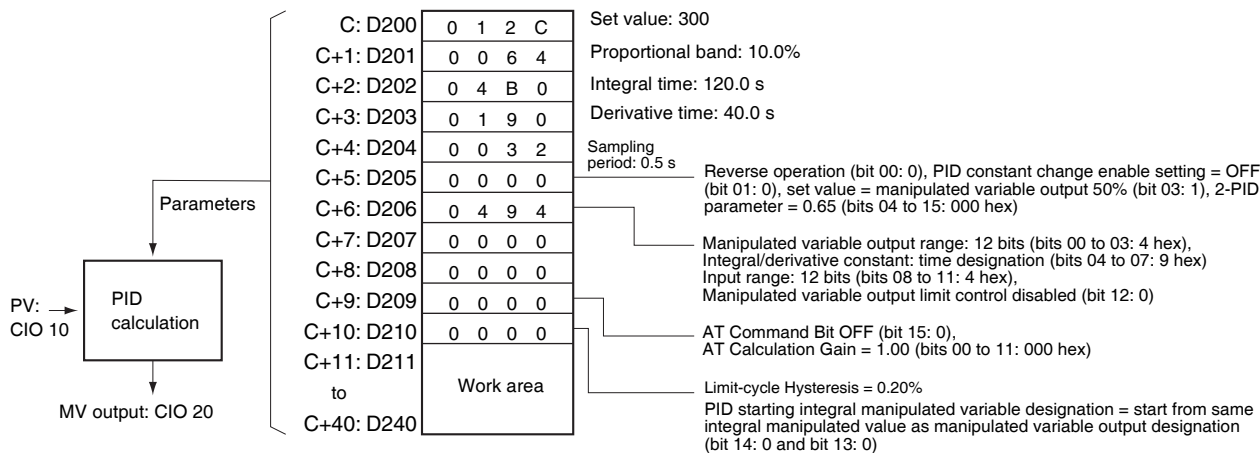 C: D200 0 1 2 C Set value: 300
C+1: D201 0 0 6 4 Proportional band: 10.0%
C+2: D202 0 4 B 0 Integral time: 120.0 s
C+3: D203 0 1 9 0 Derivative time: 40.0 s
C+4: D204 0 0 3 2 Sampling
period: 0.5 s
C+5: D205 0 0 0 0
C+6: D206 0 4 9 4
C+7: D207 0 0 0 0
C+8: D208 0 0 0 0
C+9: D209 0 0 0 0
C+10: D210 0 0 0 0
C+11: D211
to
C+40: D240
Work area
Parameters
PV:
CIO 10
PID
calculation
MV output: CIO 20
Reverse operation (bit 00: 0), PID constant change enable setting = OFF
(bit 01: 0), set value = manipulated variable output 50% (bit 03: 1), 2-PID
parameter = 0.65 (bits 04 to 15: 000 hex)
Manipulated variable output range: 12 bits (bits 00 to 03: 4 hex),
Integral/derivative constant: time designation (bits 04 to 07: 9 hex)
Input range: 12 bits (bits 08 to 11: 4 hex),
Manipulated variable output limit control disabled (bit 12: 0)
AT Command Bit OFF (bit 15: 0),
AT Calculation Gain = 1.00 (bits 00 to 11: 000 hex)
Limit-cycle Hysteresis = 0.20%
PID starting integral manipulated variable designation = start from same
integral manipulated value as manipulated variable output designation
(bit 14: 0 and bit 13: 0)